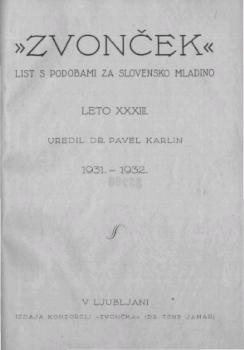 »ZVONČEK«
LIST S PODOBAMI ZA SLOVENSKO MLADINO
LETO XXXIII.
UREDIL DR. PAVEL KARLIN
1931. – 1932.
V LJUBLJANI
IZDAJA KONZORCIJ »ZVONČKA« (DR. TONE JAMAR)